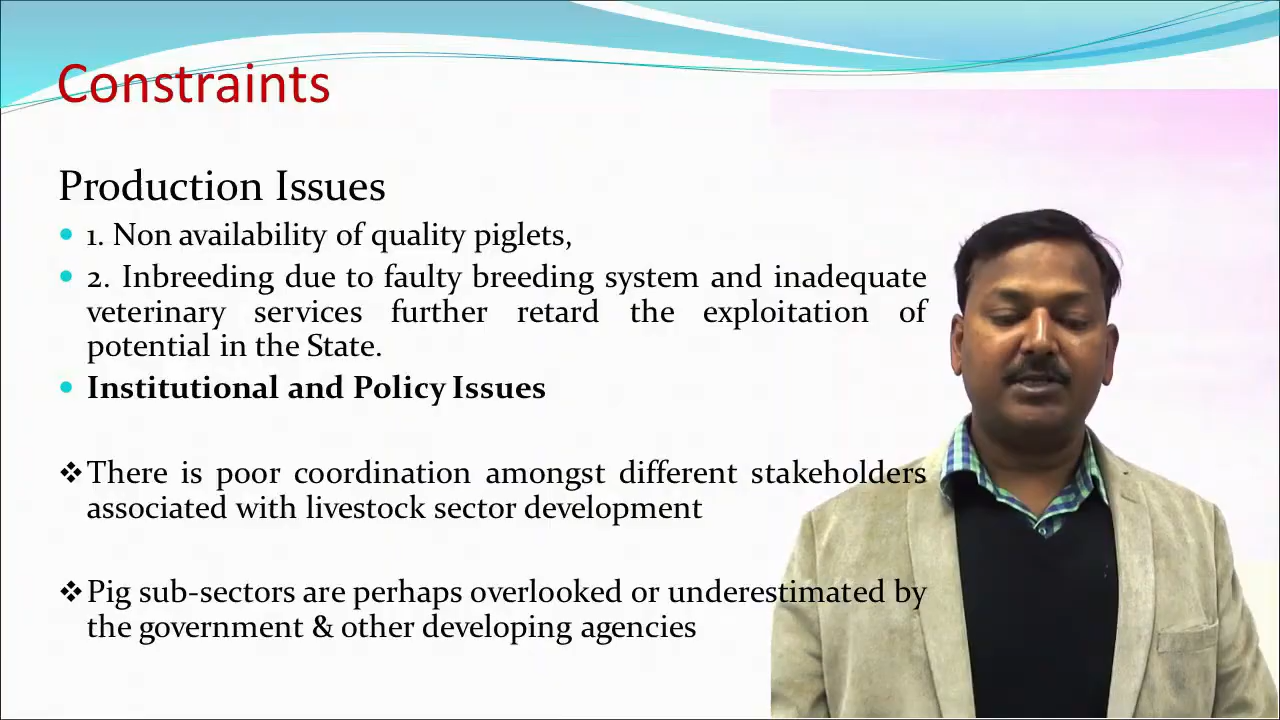 Constraints
Production Issues
• 1. Non availability of quality piglets,
• 2. Inbreeding due to faulty breeding system and inadequate
veterinary services further retard the exploitation of
potential in the State.
• Institutional and Policy Issues
❖There is poor coordination amongst different stakeholders
associated with livestock sector development
❖Pig sub-sectors are perhaps overlooked or underestimated by
the government & other developing agencies